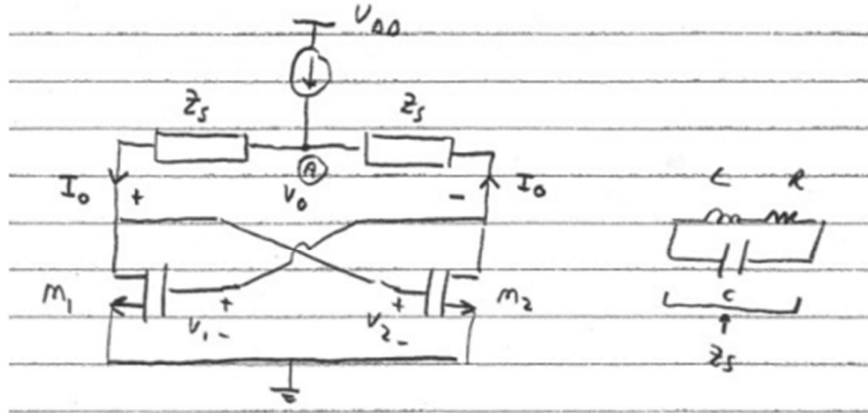 V_DD
Z_s Z_s
A
I_0 + V_0 - I_0
L R
M_1 + V_1 - + V_2 - M_2
C
Z_s